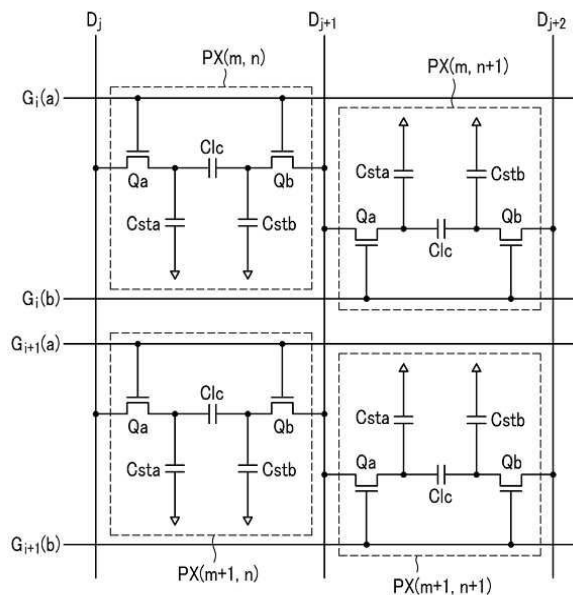 Dj Dj+1 Dj+2
PX(m, n)
PX(m, n+1)
Gi(a)
Clc
Qa Qb
Csta Cstb
Csta Cstb
Qa Qb
Clc
Gi(b)
Gi+1(a)
Clc
Qa Qb
Csta Cstb
Csta Cstb
Qa Qb
Clc
Gi+1(b)
PX(m+1, n)
PX(m+1, n+1)